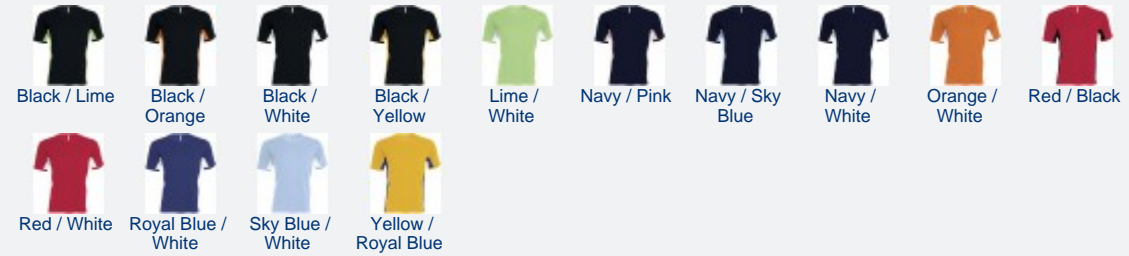 Black / Lime
Black /
Orange
Black /
White
Black /
Yellow
Lime /
White
Navy / Pink
Navy / Sky
Blue
Navy /
White
Orange /
White
Red / Black
Red / White
Royal Blue /
White
Sky Blue /
White
Yellow /
Royal Blue